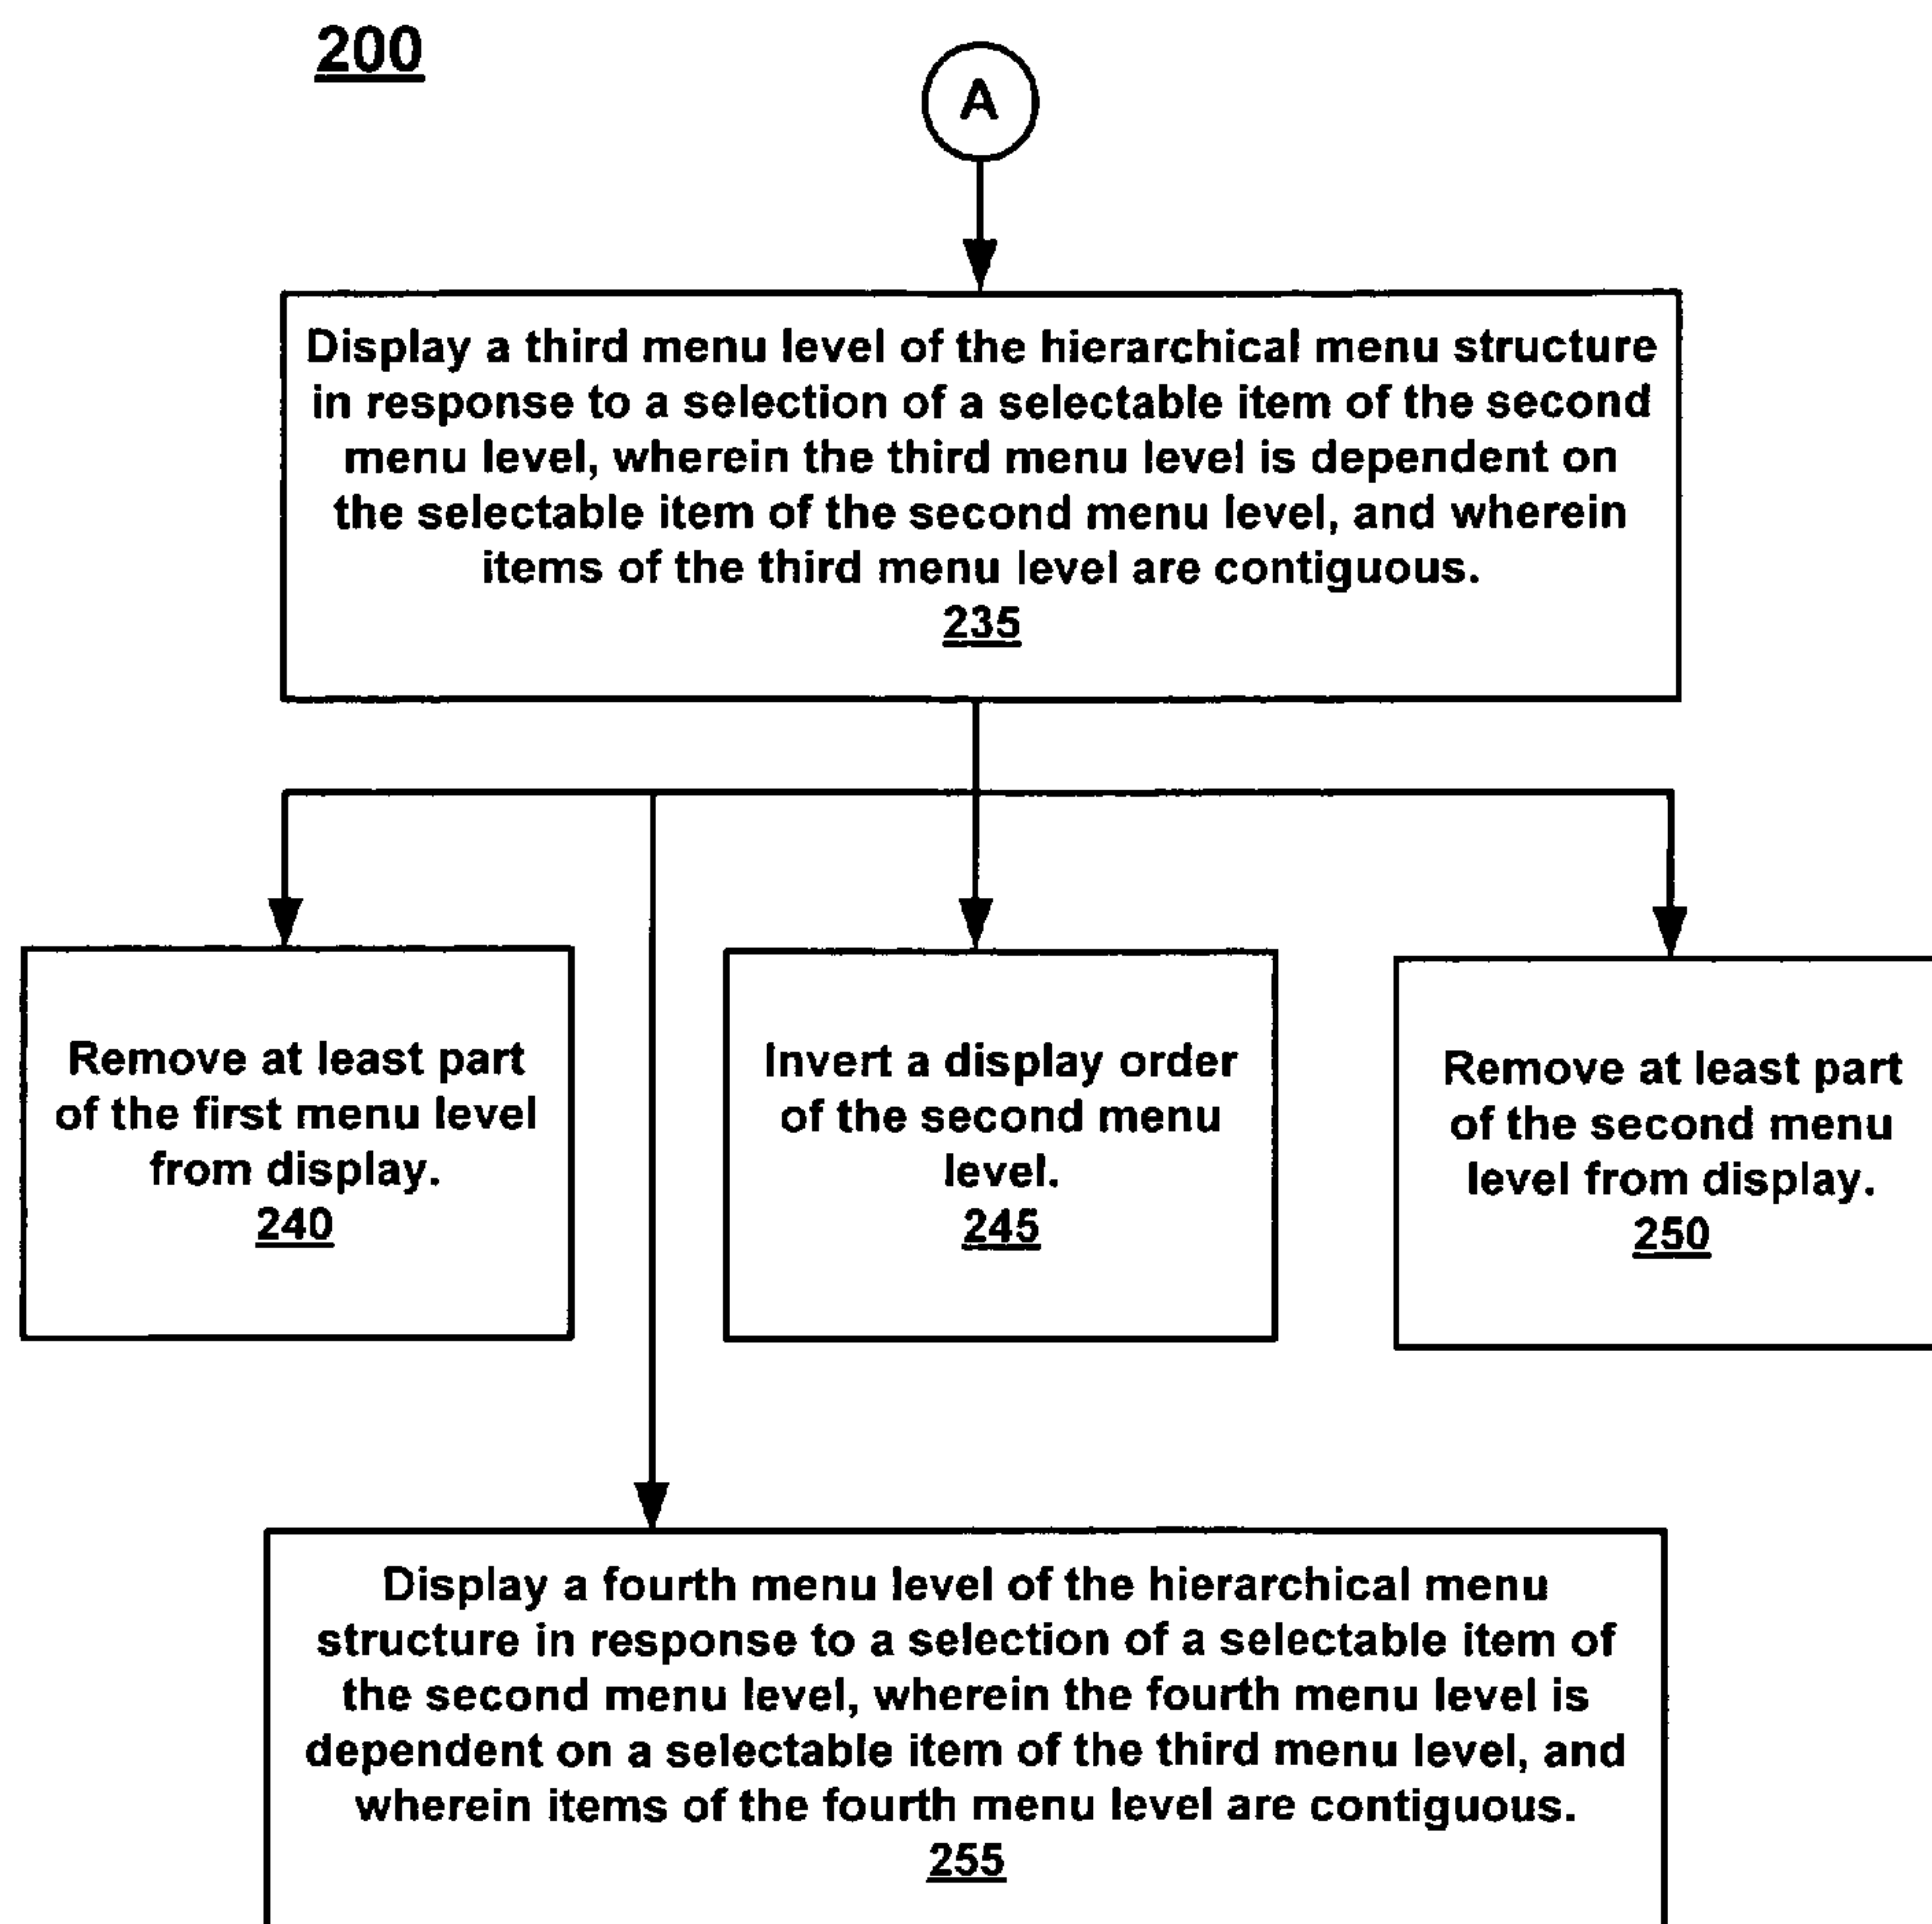 200
A
Display a third menu level of the hierarchical menu structure
in response to a selection of a selectable item of the second
menu level, wherein the third menu level is dependent on
the selectable item of the second menu level, and wherein
items of the third menu level are contiguous.
235
Remove at least part
of the first menu level
from display.
240
Invert a display order
of the second menu
level.
245
Remove at least part
of the second menu
level from display.
250
Display a fourth menu level of the hierarchical menu
structure in response to a selection of a selectable item of
the second menu level, wherein the fourth menu level is
dependent on a selectable item of the third menu level, and
wherein items of the fourth menu level are contiguous.
255